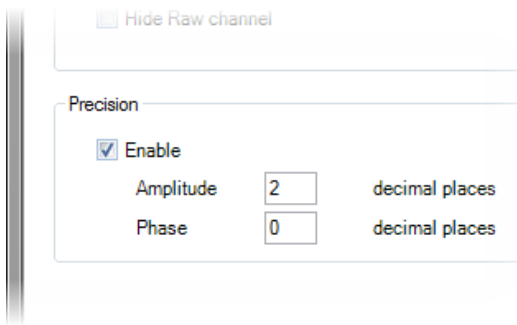 Hide Raw channel
Precision
Enable
Amplitude 2 decimal places
Phase 0 decimal places